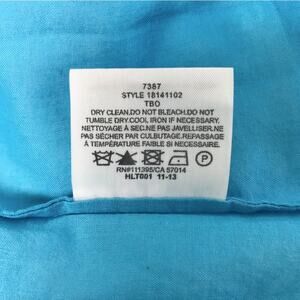 7387
STYLE 18141102
TBO
DRY CLEAN.DO NOT BLEACH.DO NOT
TUMBLE DRY.COOL IRON IF NECESSARY.
NETTOYAGE À SEC.NE PAS JAVELLISER.NE
PAS SÉCHER PAR CULBUTAGE.REPASSAGE
À TEMPÉRATURE FAIBLE SI NÉCESSAIRE.
P
RN#111395/CA 57014
HLT001 11-13